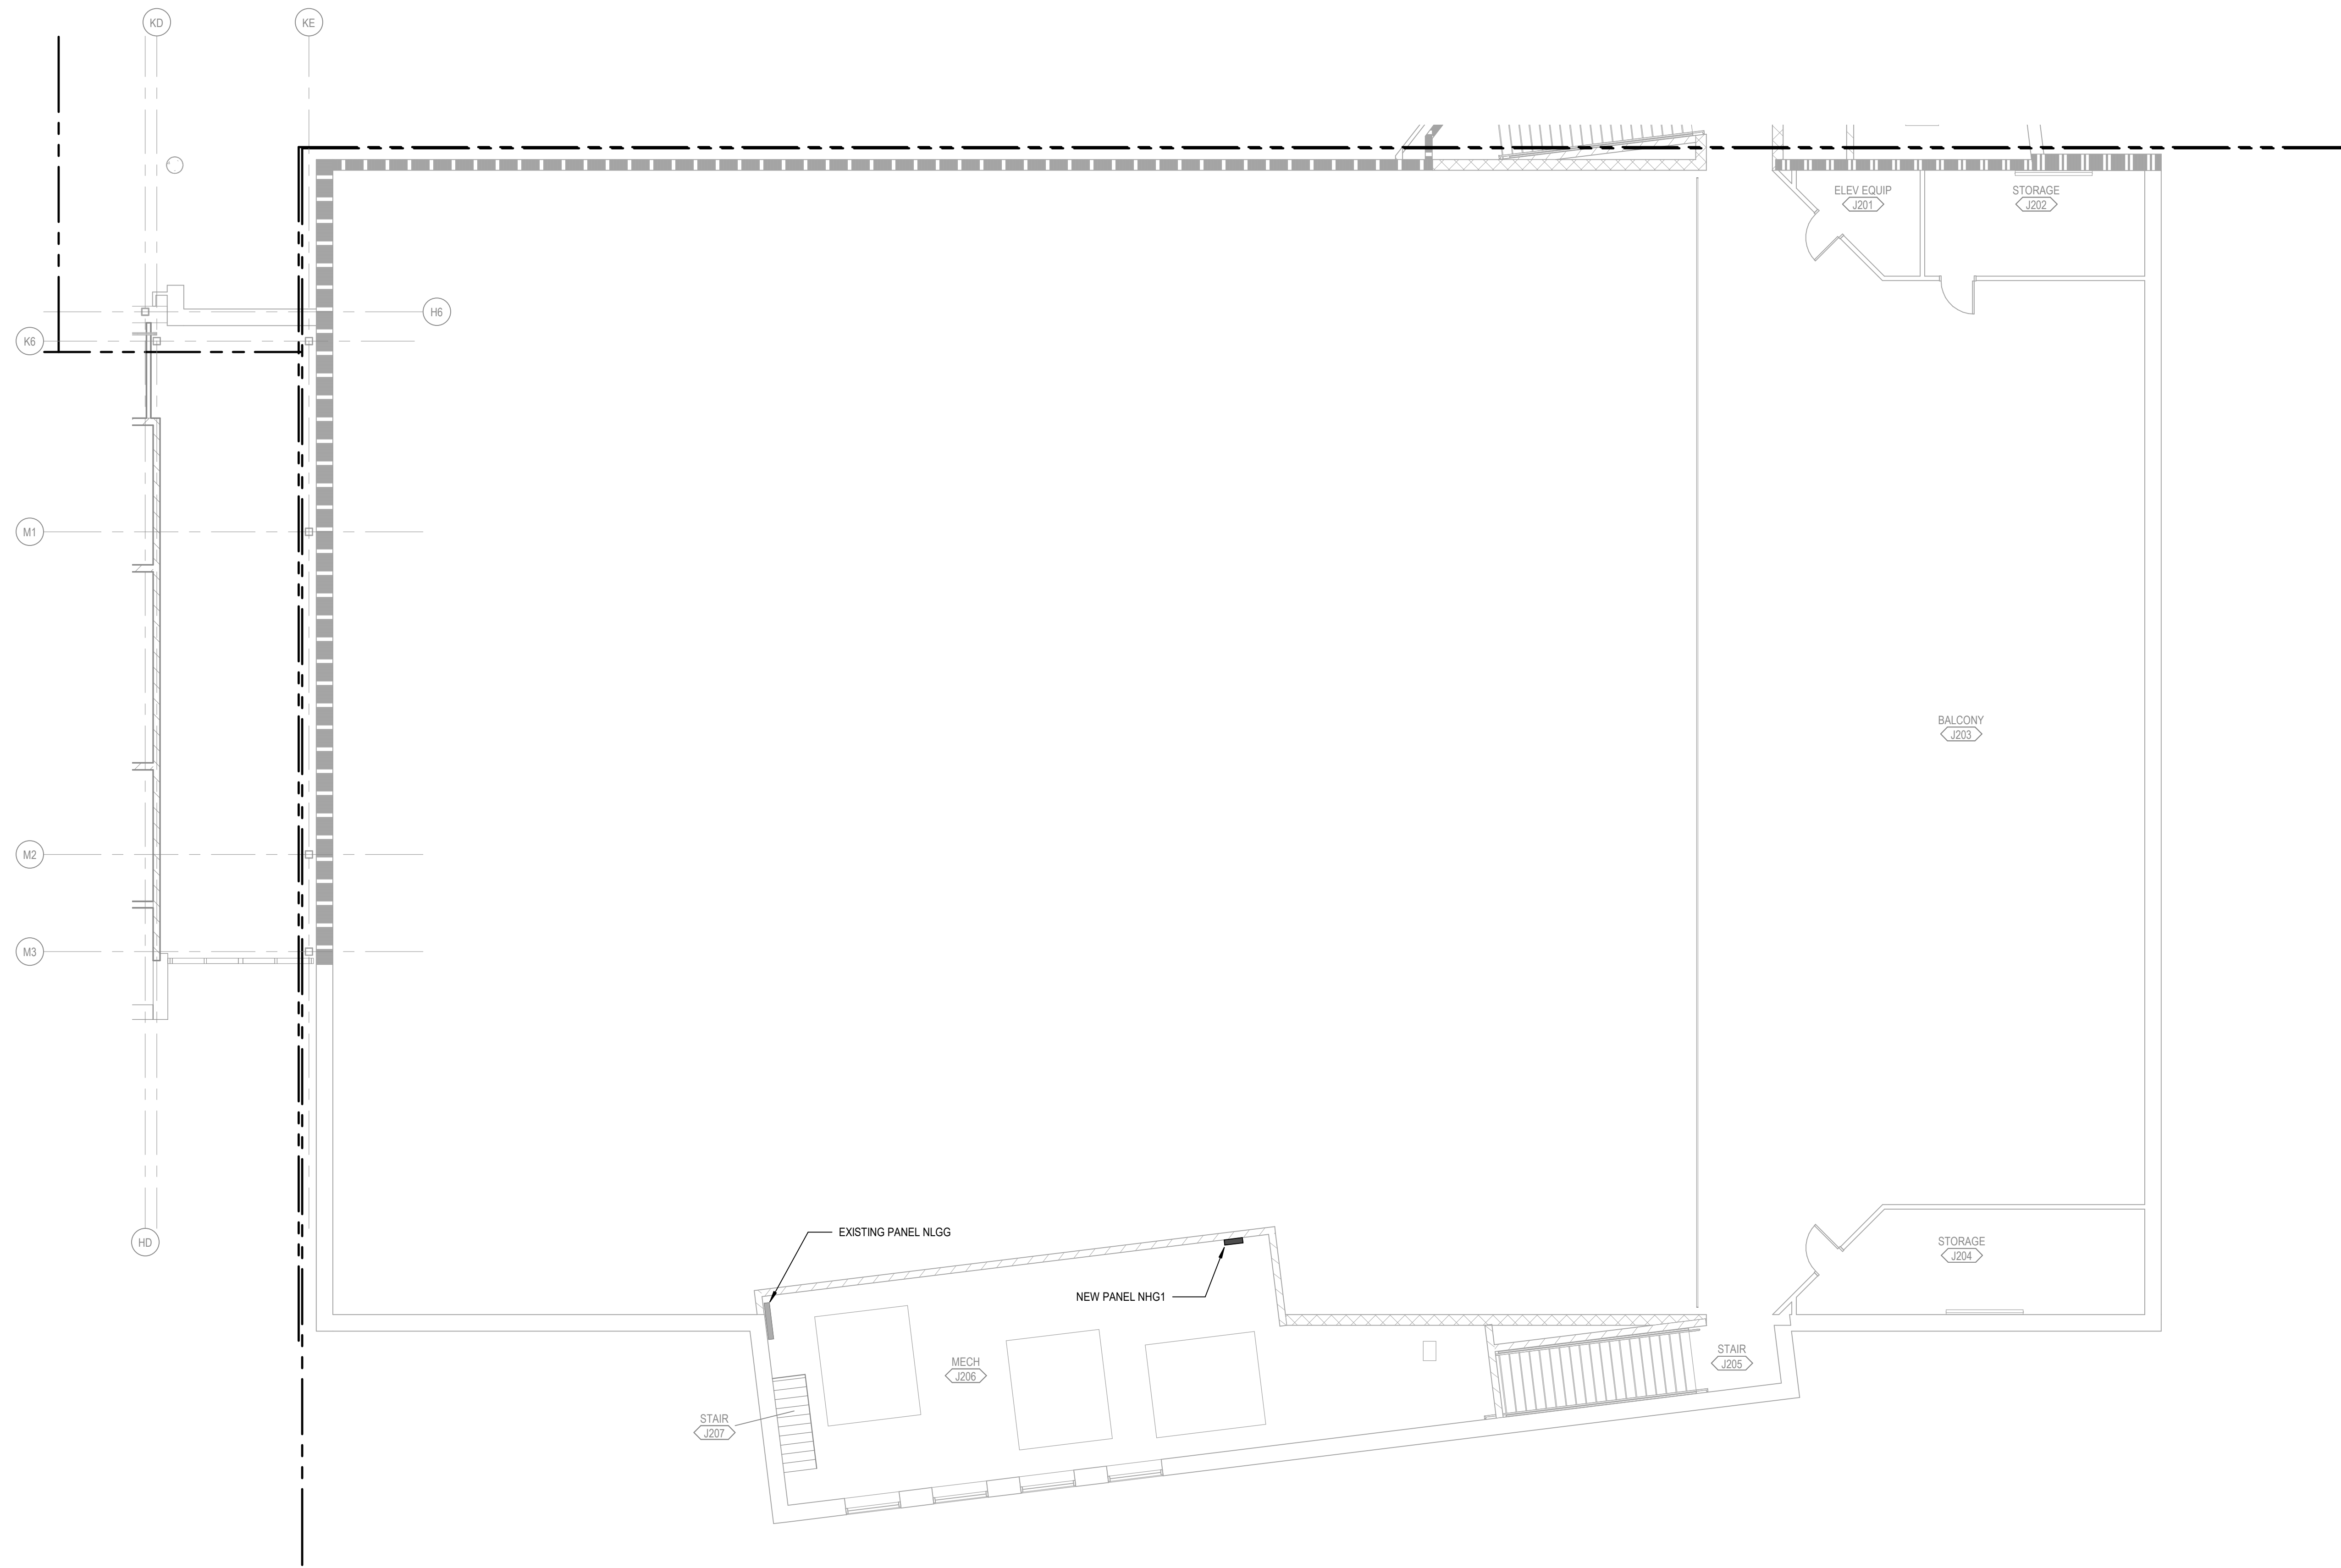 KD
KE
ELEV EQUIP
J201
STORAGE
J202
H6
K6
M1
BALCONY
J203
M2
M3
EXISTING PANEL NLGG
HD
STORAGE
J204
NEW PANEL NHG1
STAIR
J205
MECH
J206
STAIR
J207